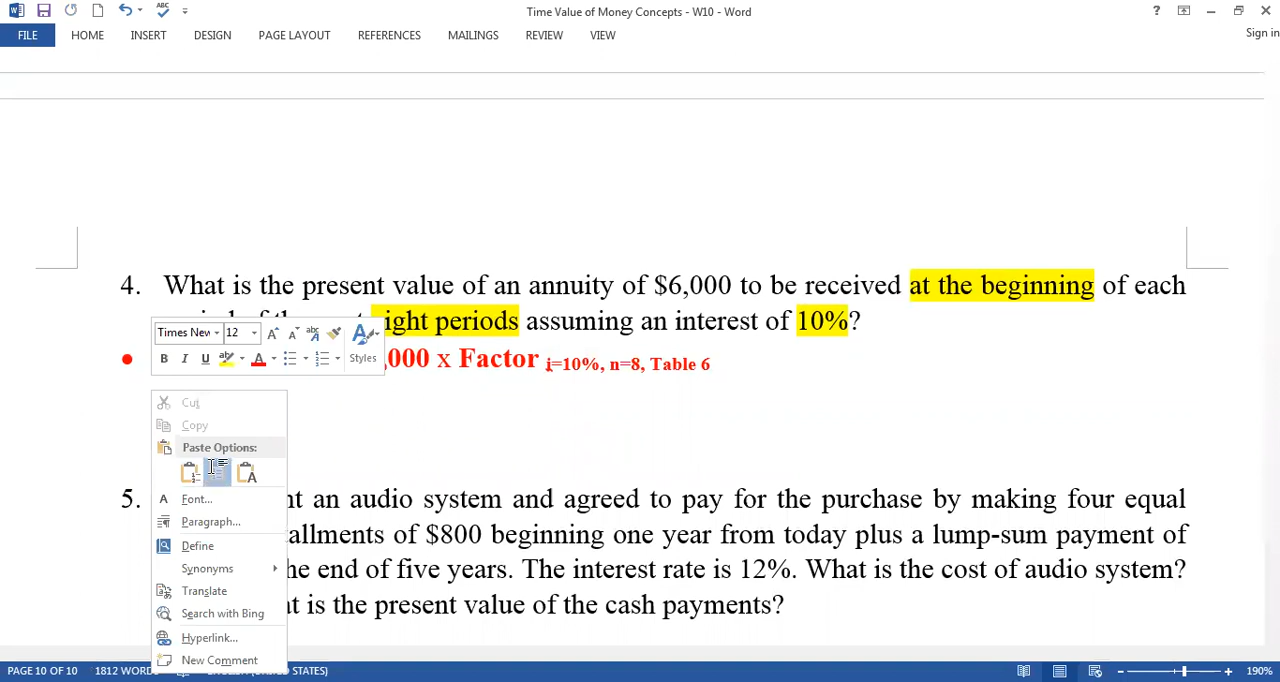 Time Value of Money Concepts - W10 - Word
FILE HOME INSERT DESIGN PAGE LAYOUT REFERENCES MAILINGS REVIEW VIEW
Sign in
4. What is the present value of an annuity of $6,000 to be received at the beginning of each
ight periods assuming an interest of 10%?
Times New 12
Styles
,000 x Factor i=10%, n=8, Table 6
Cut
Copy
Paste Options:
Font...
Paragraph...
Define
Synonyms
Translate
Search with Bing
Hyperlink...
New Comment
5. nt an audio system and agreed to pay for the purchase by making four equal
tallments of $800 beginning one year from today plus a lump-sum payment of
he end of five years. The interest rate is 12%. What is the cost of audio system?
at is the present value of the cash payments?
PAGE 10 OF 10 1812 WORDS STATES) 190%